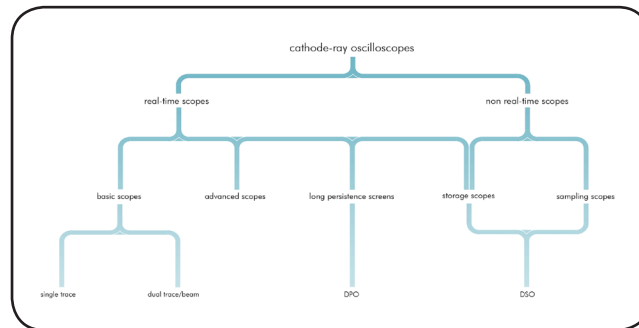 cathode-ray oscilloscopes
real-time scopes
non real-time scopes
basic scopes
advanced scopes
long persistence screens
storage scopes
sampling scopes
single trace
dual trace/beam
DPO
DSO